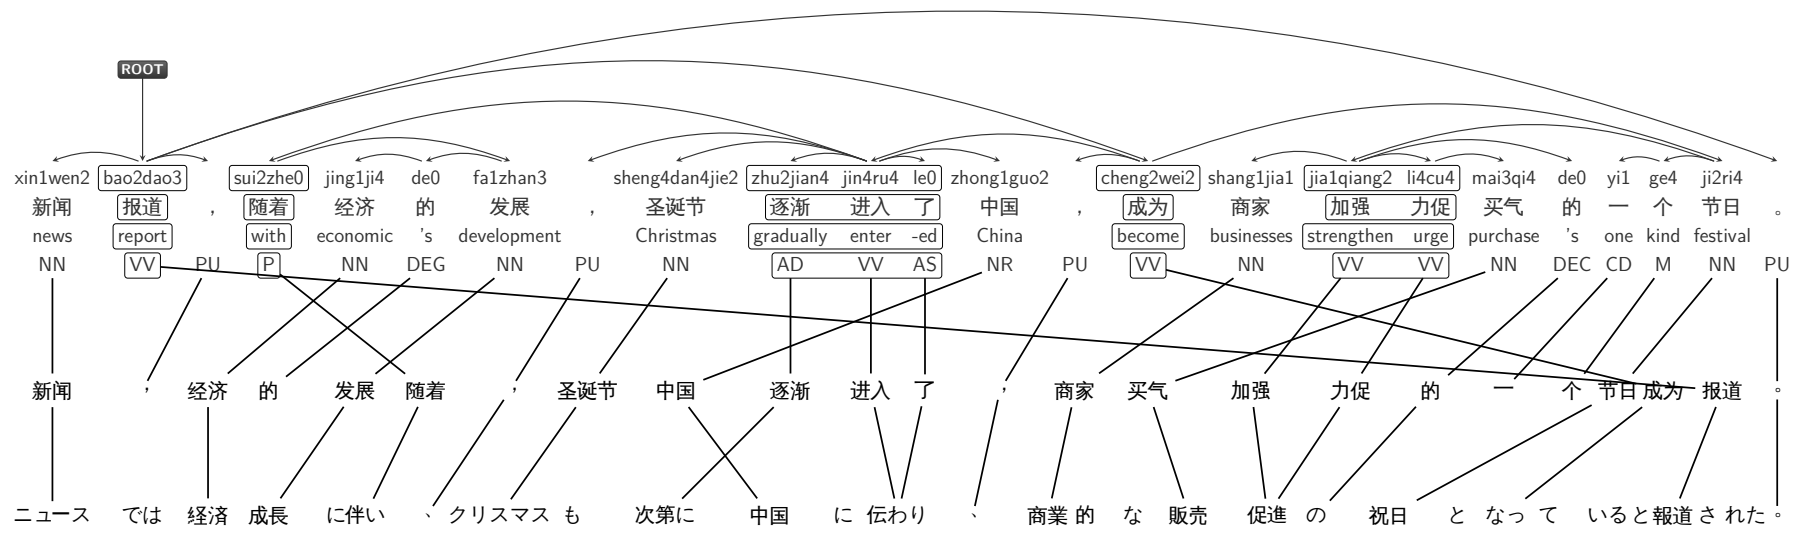 ROOT
xin1wen2 bao2dao3 sui2zhe0 jing1ji4 de0 fa1zhan3 sheng4dan4jie2 zhu2jian4 jin4ru4 le0 zhong1guo2 cheng2wei2 shang1jia1 jia1qiang2 li4cu4 mai3qi4 de0 yi1 ge4 ji2ri4
新闻 报道 , 随着 经济 的 发展 , 圣诞节 逐渐 进入 了 中国 , 成为 商家 加强 力促 买气 的 一 个 节日 。
news report with economic 's development Christmas gradually enter -ed China become businesses strengthen urge purchase 's one kind festival
NN VV PU P NN DEG NN PU NN AD VV AS NR PU VV NN VV VV NN DEC CD M NN PU
新闻 , 经济 的 发展 随着 , 圣诞节 中国 逐渐 进入 了 , 商家 买气 加强 力促 的 一 个 节日 成为 报道 。
ニュース では 経済 成長 に伴い 、 クリスマス も 次第に 中国 に 伝わり 、 商業 的 な 販売 促進 の 祝日 と なっ て いる と 報道 さ れた 。